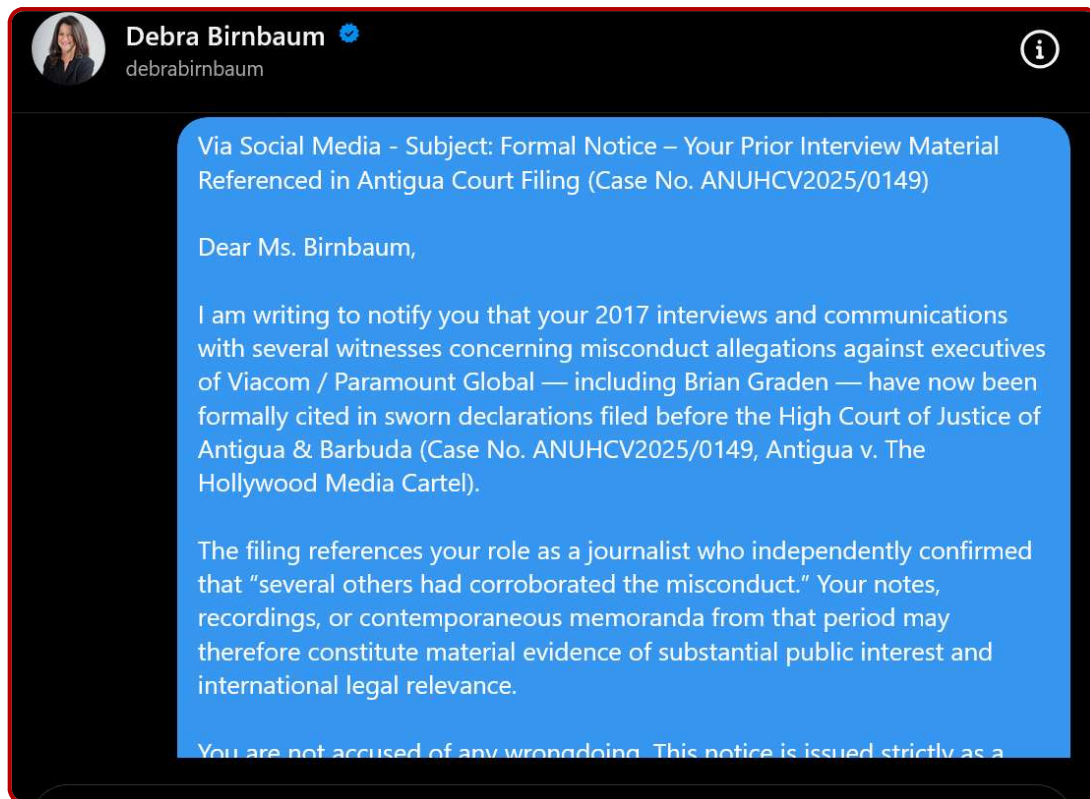 Debra Birnbaum
debrabirnbaum
Via Social Media - Subject: Formal Notice – Your Prior Interview Material
Referenced in Antigua Court Filing (Case No. ANUHCV2025/0149)
Dear Ms. Birnbaum,
I am writing to notify you that your 2017 interviews and communications
with several witnesses concerning misconduct allegations against executives
of Viacom / Paramount Global — including Brian Graden — have now been
formally cited in sworn declarations filed before the High Court of Justice of
Antigua & Barbuda (Case No. ANUHCV2025/0149, Antigua v. The
Hollywood Media Cartel).
The filing references your role as a journalist who independently confirmed
that “several others had corroborated the misconduct.” Your notes,
recordings, or contemporaneous memoranda from that period may
therefore constitute material evidence of substantial public interest and
international legal relevance.
You are not accused of any wrongdoing. This notice is issued strictly as a